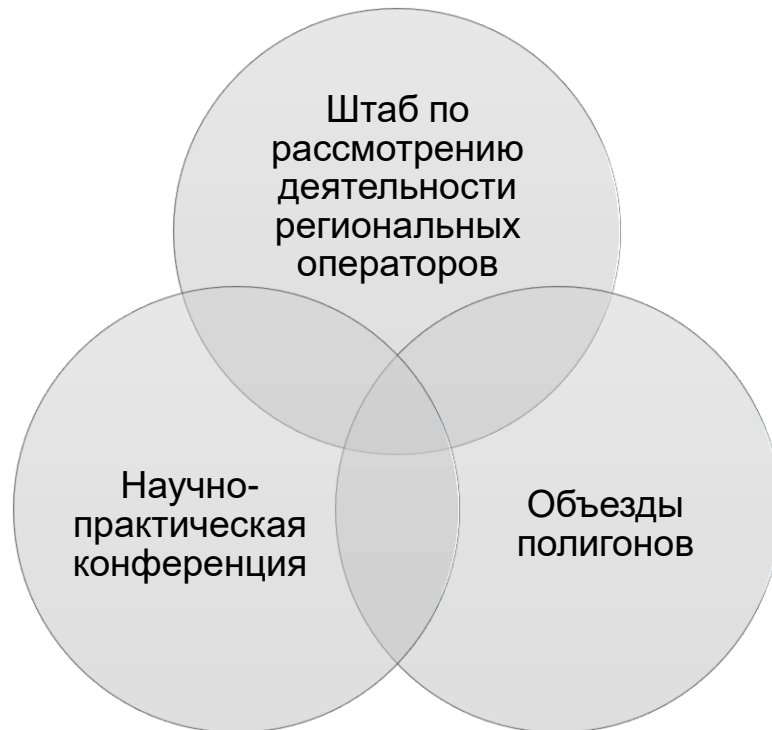 Штаб по
рассмотрению
деятельности
региональных
операторов
Научно-
практическая
конференция
Объезды
полигонов